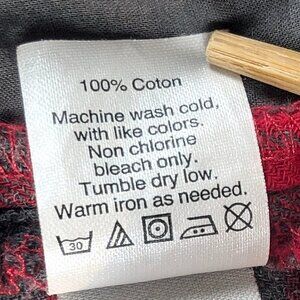 100% Coton
Machine wash cold,
with like colors.
Non chlorine
bleach only.
Tumble dry low.
Warm iron as needed.
30